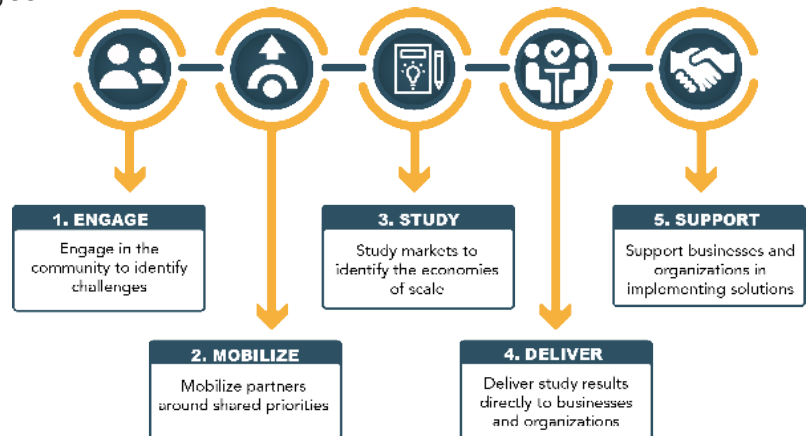 1. ENGAGE
Engage in the
community to identify
challenges
2. MOBILIZE
Mobilize partners
around shared priorities
3. STUDY
Study markets to
identify the economies
of scale
4. DELIVER
Deliver study results
directly to businesses
and organizations
5. SUPPORT
Support businesses and
organizations in
implementing solutions